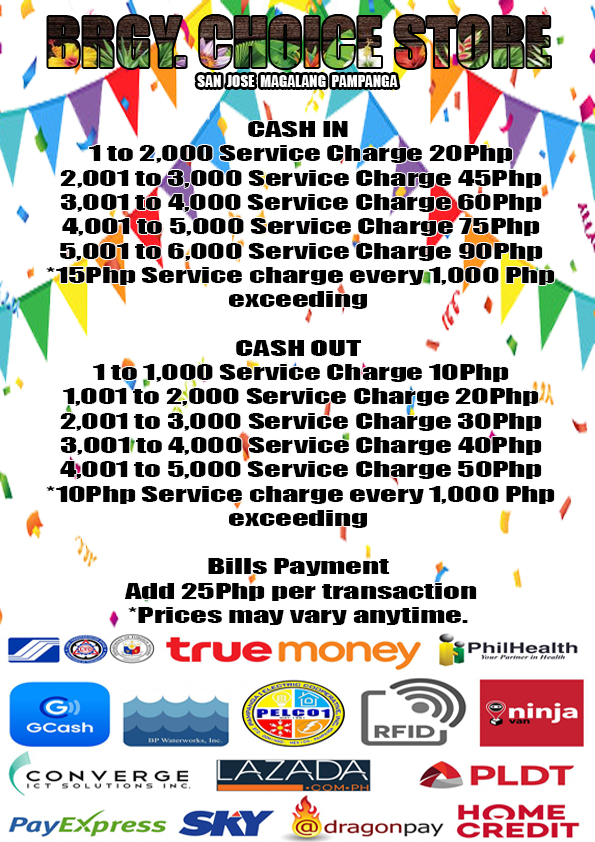 BRGY. CHOICE STORE
SAN JOSE MAGALANG PAMPANGA
CASH IN
1 to 2,000 Service Charge 20Php
2,001 to 3,000 Service Charge 45Php
3,001 to 4,000 Service Charge 60Php
4,001 to 5,000 Service Charge 75Php
5,001 to 6,000 Service Charge 90Php
*15Php Service charge every 1,000 Php
exceeding
CASH OUT
1 to 1,000 Service Charge 10Php
1,001 to 2,000 Service Charge 20Php
2,001 to 3,000 Service Charge 30Php
3,001 to 4,000 Service Charge 40Php
4,001 to 5,000 Service Charge 50Php
*10Php Service charge every 1,000 Php
exceeding
Bills Payment
Add 25Php per transaction
*Prices may vary anytime.
true money
PhilHealth
Your Partner in Health
GCash
BP Waterworks, Inc.
PELCO1
RFID
ninja
van
CONVERGE
ICT SOLUTIONS INC.
LAZADA
.COM.PH
PLDT
PayExpress
SKY
@dragonpay
HOME
CREDIT